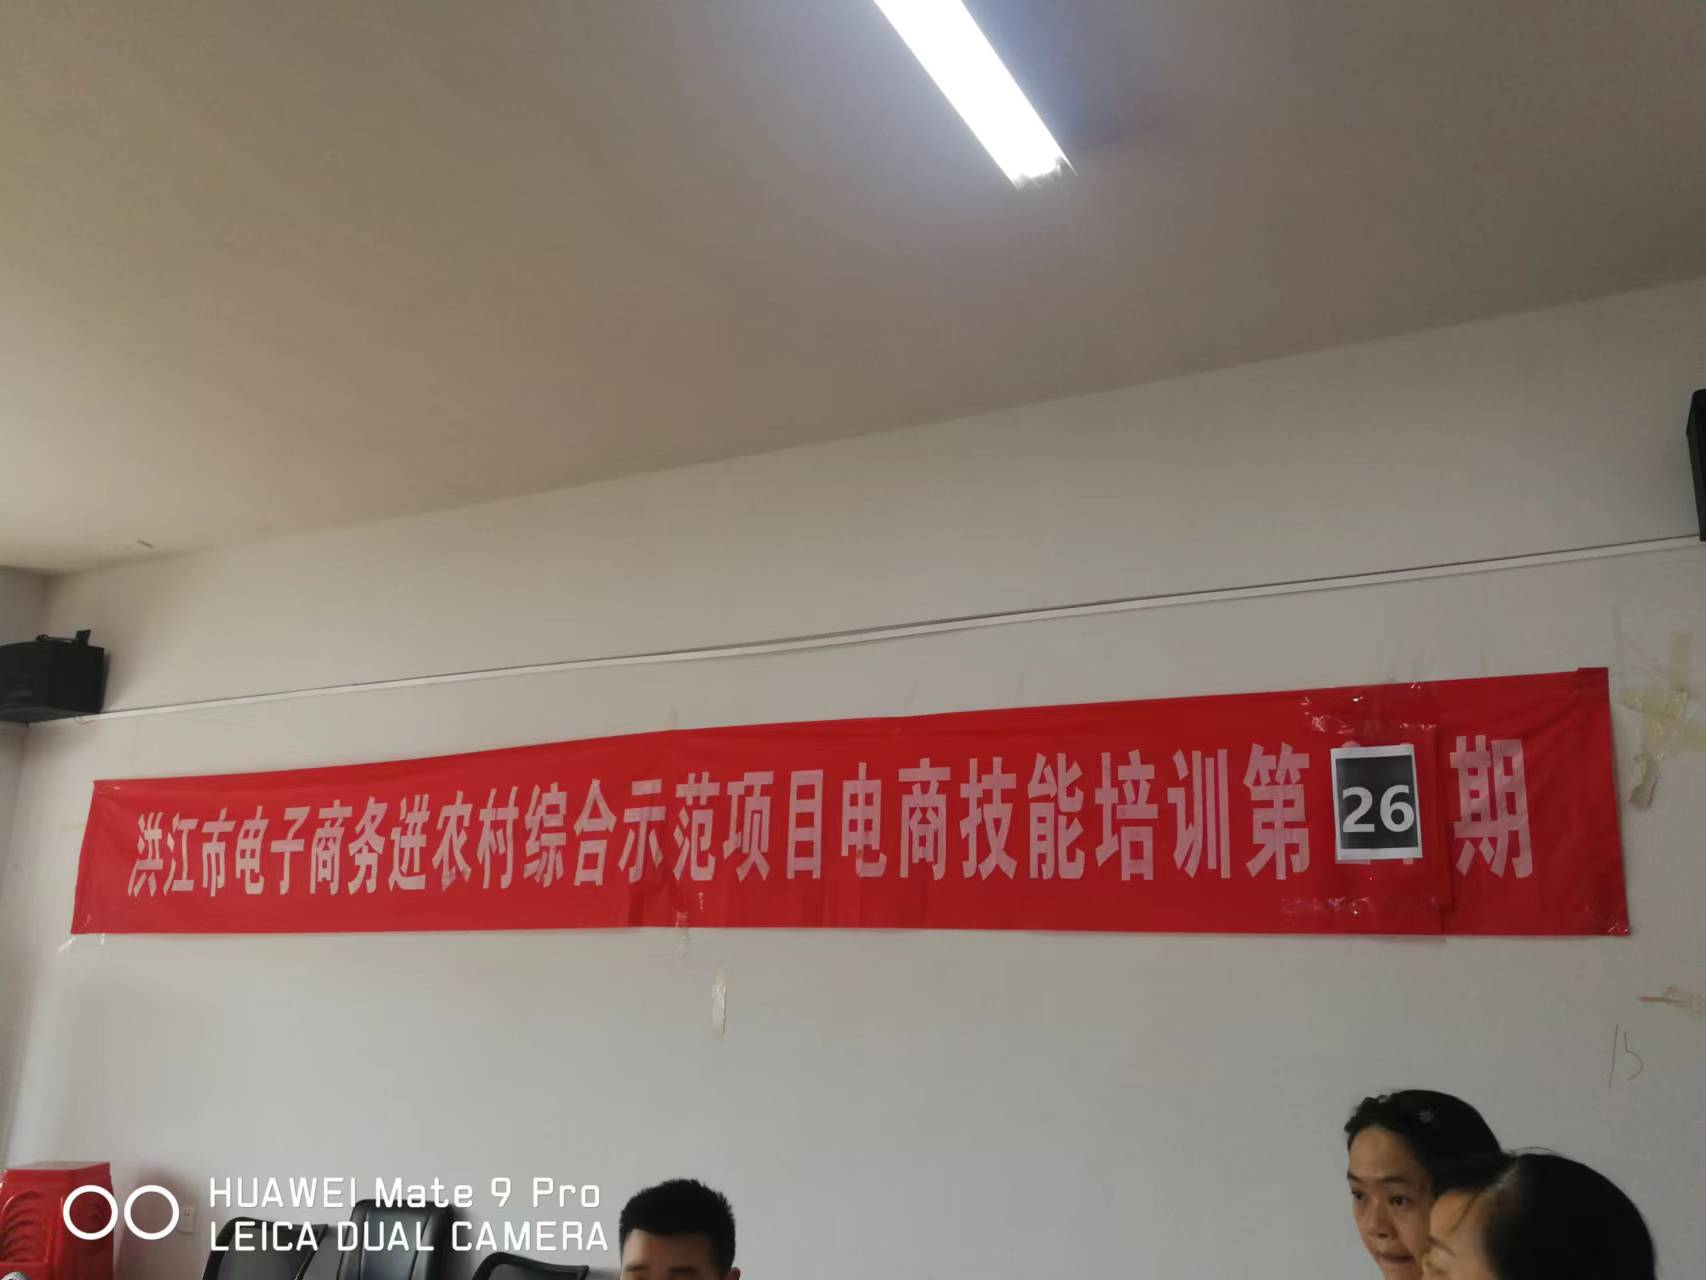 洪江市电子商务进农村综合示范项目电商技能培训第26期
HUAWEI Mate 9 Pro
LEICA DUAL CAMERA